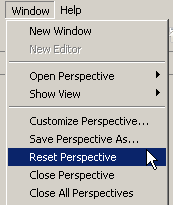 Window Help
New Window
New Editor
Open Perspective
Show View
Customize Perspective...
Save Perspective As...
Reset Perspective
Close Perspective
Close All Perspectives